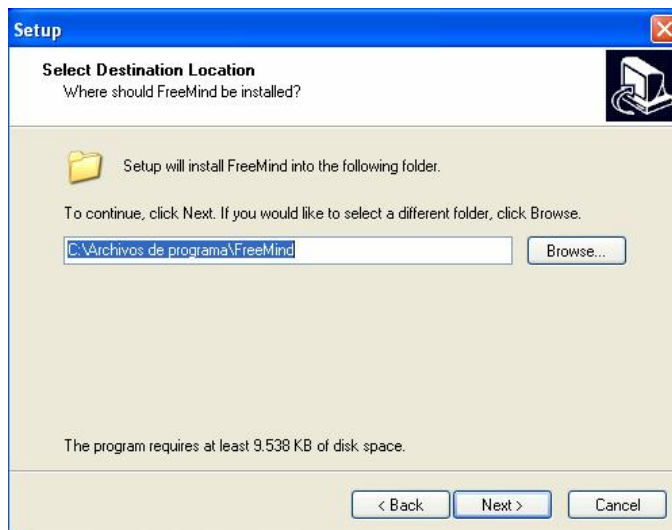 Setup
Select Destination Location
Where should FreeMind be installed?
Setup will install FreeMind into the following folder.
To continue, click Next. If you would like to select a different folder, click Browse.
C:\Archivos de programa\FreeMind
Browse...
The program requires at least 9.538 KB of disk space.
< Back
Next >
Cancel